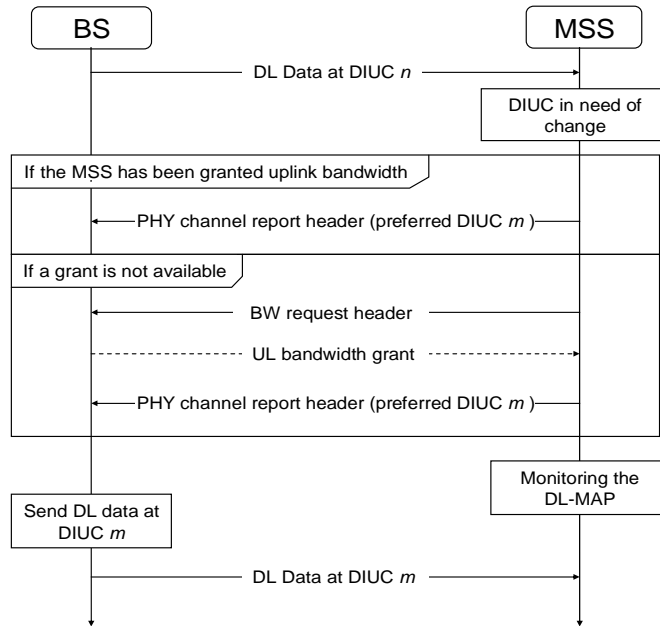 BS
MSS
DL Data at DIUC n
DIUC in need of
change
If the MSS has been granted uplink bandwidth
PHY channel report header (preferred DIUC m )
If a grant is not available
BW request header
UL bandwidth grant
PHY channel report header (preferred DIUC m )
Monitoring the
DL-MAP
Send DL data at
DIUC m
DL Data at DIUC m